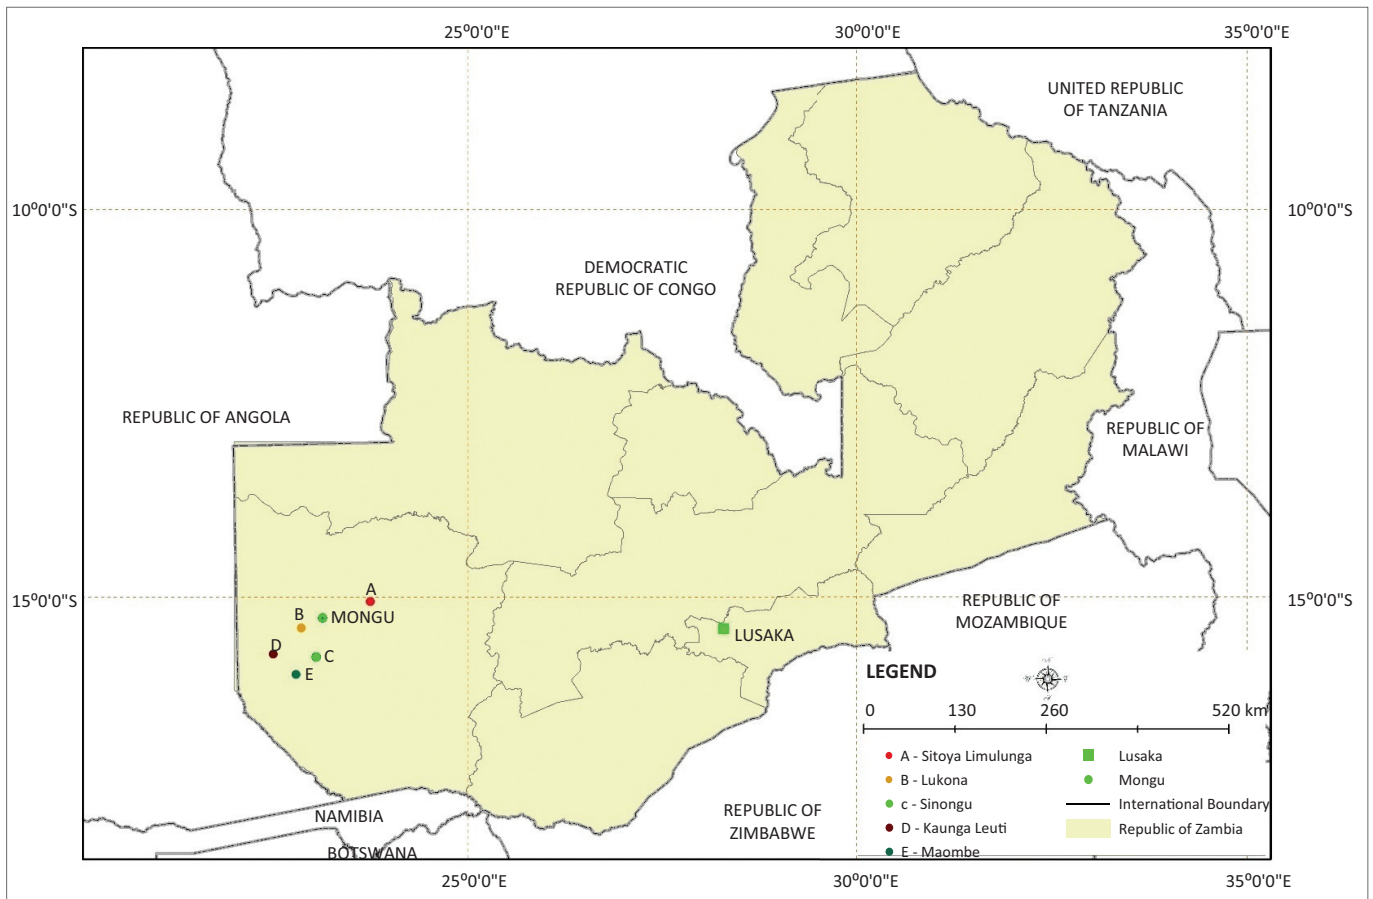 25⁰0'0"E
30⁰0'0"E
35⁰0'0"E
UNITED REPUBLIC
OF TANZANIA
10⁰0'0"S
10⁰0'0"S
DEMOCRATIC
REPUBLIC OF CONGO
REPUBLIC OF ANGOLA
REPUBLIC OF
MALAWI
A
15⁰0'0"S
15⁰0'0"S
B
MONGU
REPUBLIC OF
MOZAMBIQUE
LUSAKA
D
C
E
LEGEND
0
130
260
520 km
A - Sitoya Limulunga
B - Lukona
c - Sinongu
D - Kaunga Leuti
E - Maombe
Lusaka
Mongu
International Boundary
Republic of Zambia
NAMIBIA
REPUBLIC OF
ZIMBABWE
BOTSWANA
25⁰0'0"E
30⁰0'0"E
35⁰0'0"E